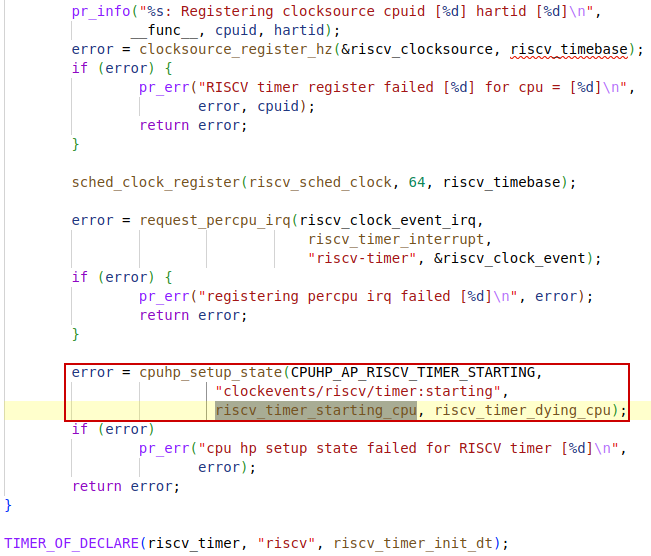 pr_info("%s: Registering clocksource cpuid [%d] hartid [%d]\n",
__func__, cpuid, hartid);
error = clocksource_register_hz(&riscv_clocksource, riscv_timebase);
if (error) {
pr_err("RISCV timer register failed [%d] for cpu = [%d]\n",
error, cpuid);
return error;
}
sched_clock_register(riscv_sched_clock, 64, riscv_timebase);
error = request_percpu_irq(riscv_clock_event_irq,
riscv_timer_interrupt,
"riscv-timer", &riscv_clock_event);
if (error) {
pr_err("registering percpu irq failed [%d]\n", error);
return error;
}
error = cpuhp_setup_state(CPUHP_AP_RISCV_TIMER_STARTING,
"clockevents/riscv/timer:starting",
riscv_timer_starting_cpu, riscv_timer_dying_cpu);
if (error)
pr_err("cpu hp setup state failed for RISCV timer [%d]\n",
error);
return error;
}
TIMER_OF_DECLARE(riscv_timer, "riscv", riscv_timer_init_dt);